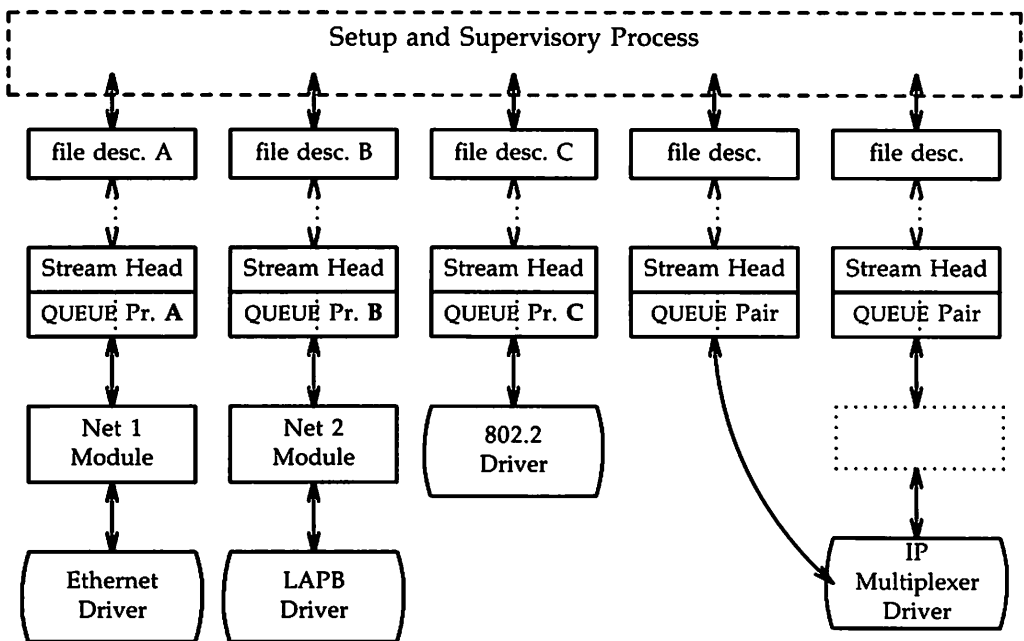 Setup and Supervisory Process
file desc. A
file desc. B
file desc. C
file desc.
file desc.
Stream Head
Stream Head
Stream Head
Stream Head
Stream Head
QUEUE Pr. A
QUEUE Pr. B
QUEUE Pr. C
QUEUE Pair
QUEUE Pair
Net 1
Module
Net 2
Module
802.2
Driver
Ethernet
Driver
LAPB
Driver
IP
Multiplexer
Driver